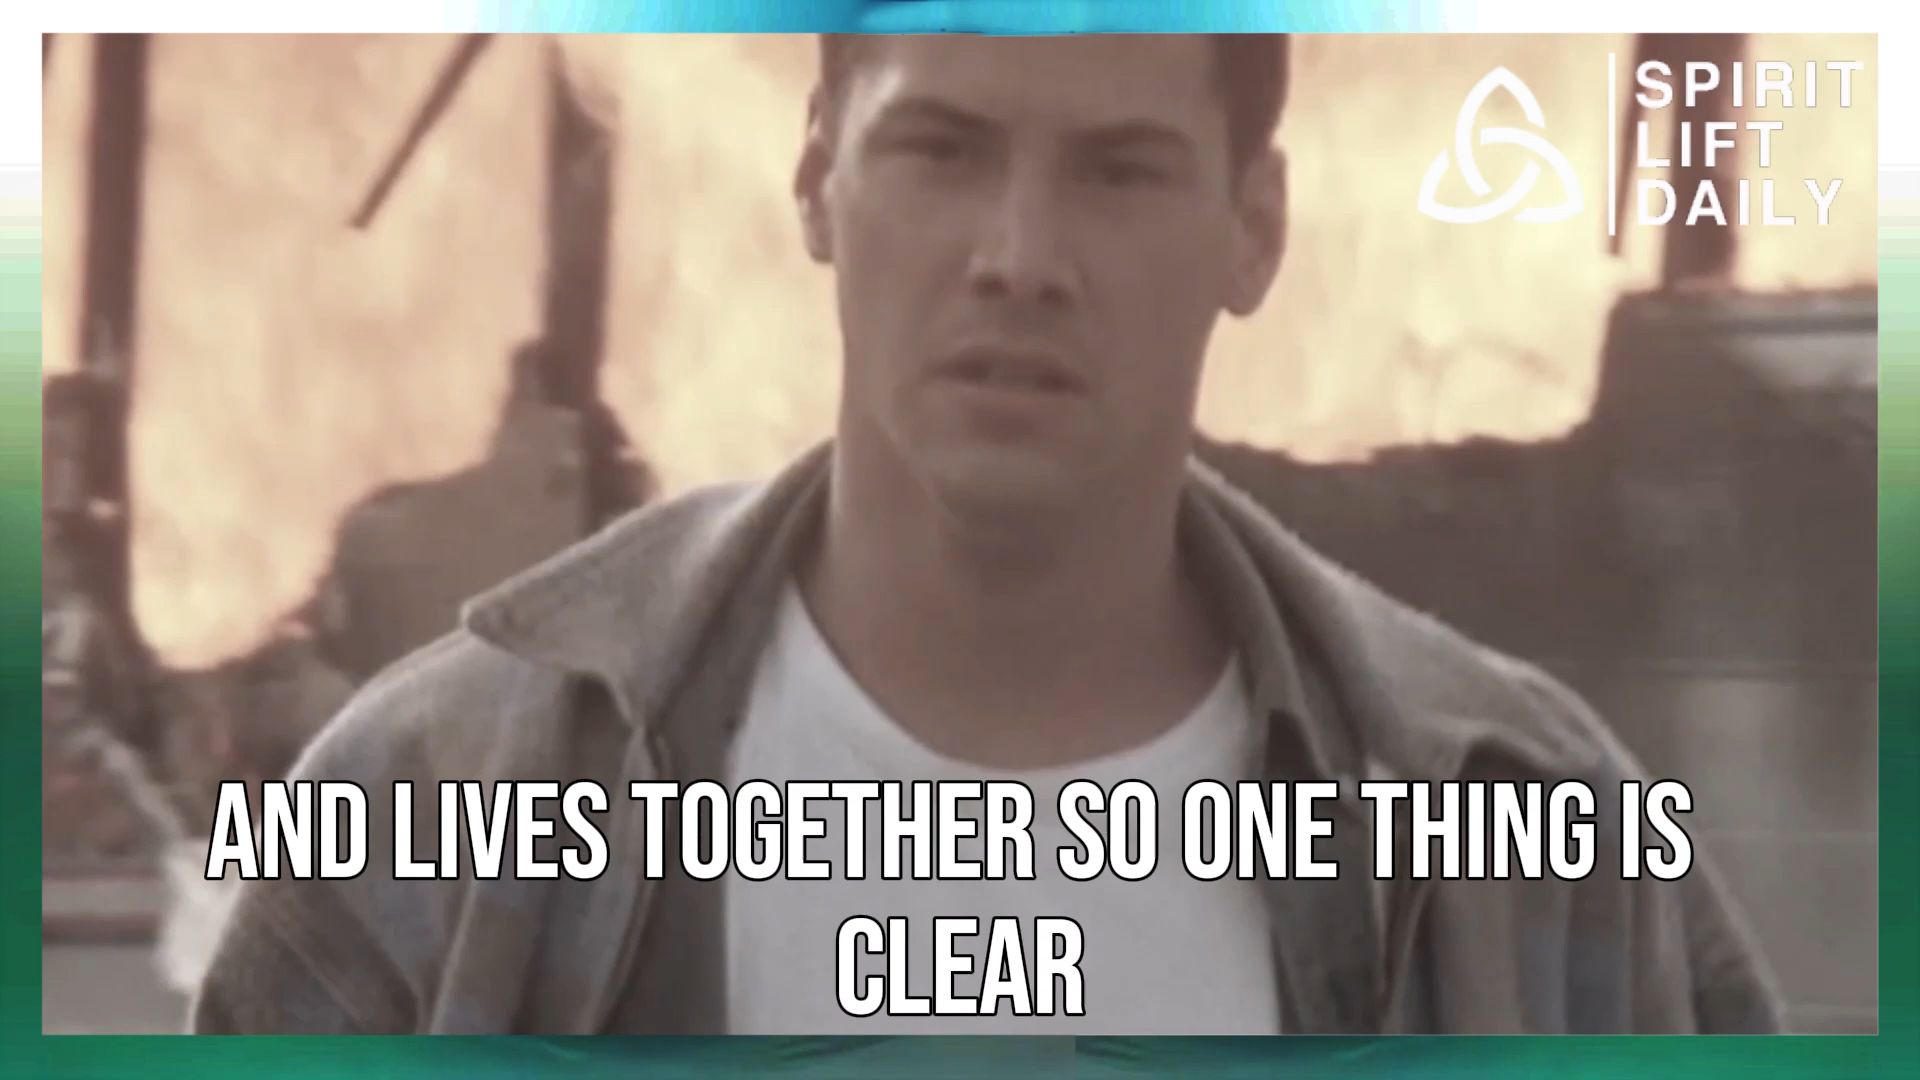 SPIRIT
LIFT
DAILY
AND LIVES TOGETHER SO ONE THING IS
CLEAR